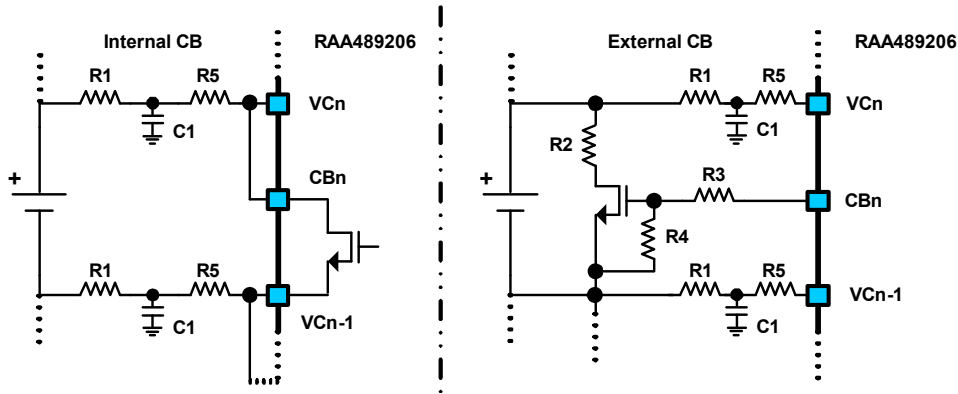 Internal CB
RAA489206
R1
R5
VCn
C1
+
CBn
R1
R5
VCn-1
C1
External CB
RAA489206
R1
R5
VCn
C1
R2
+
R3
CBn
R4
R1
R5
VCn-1
C1